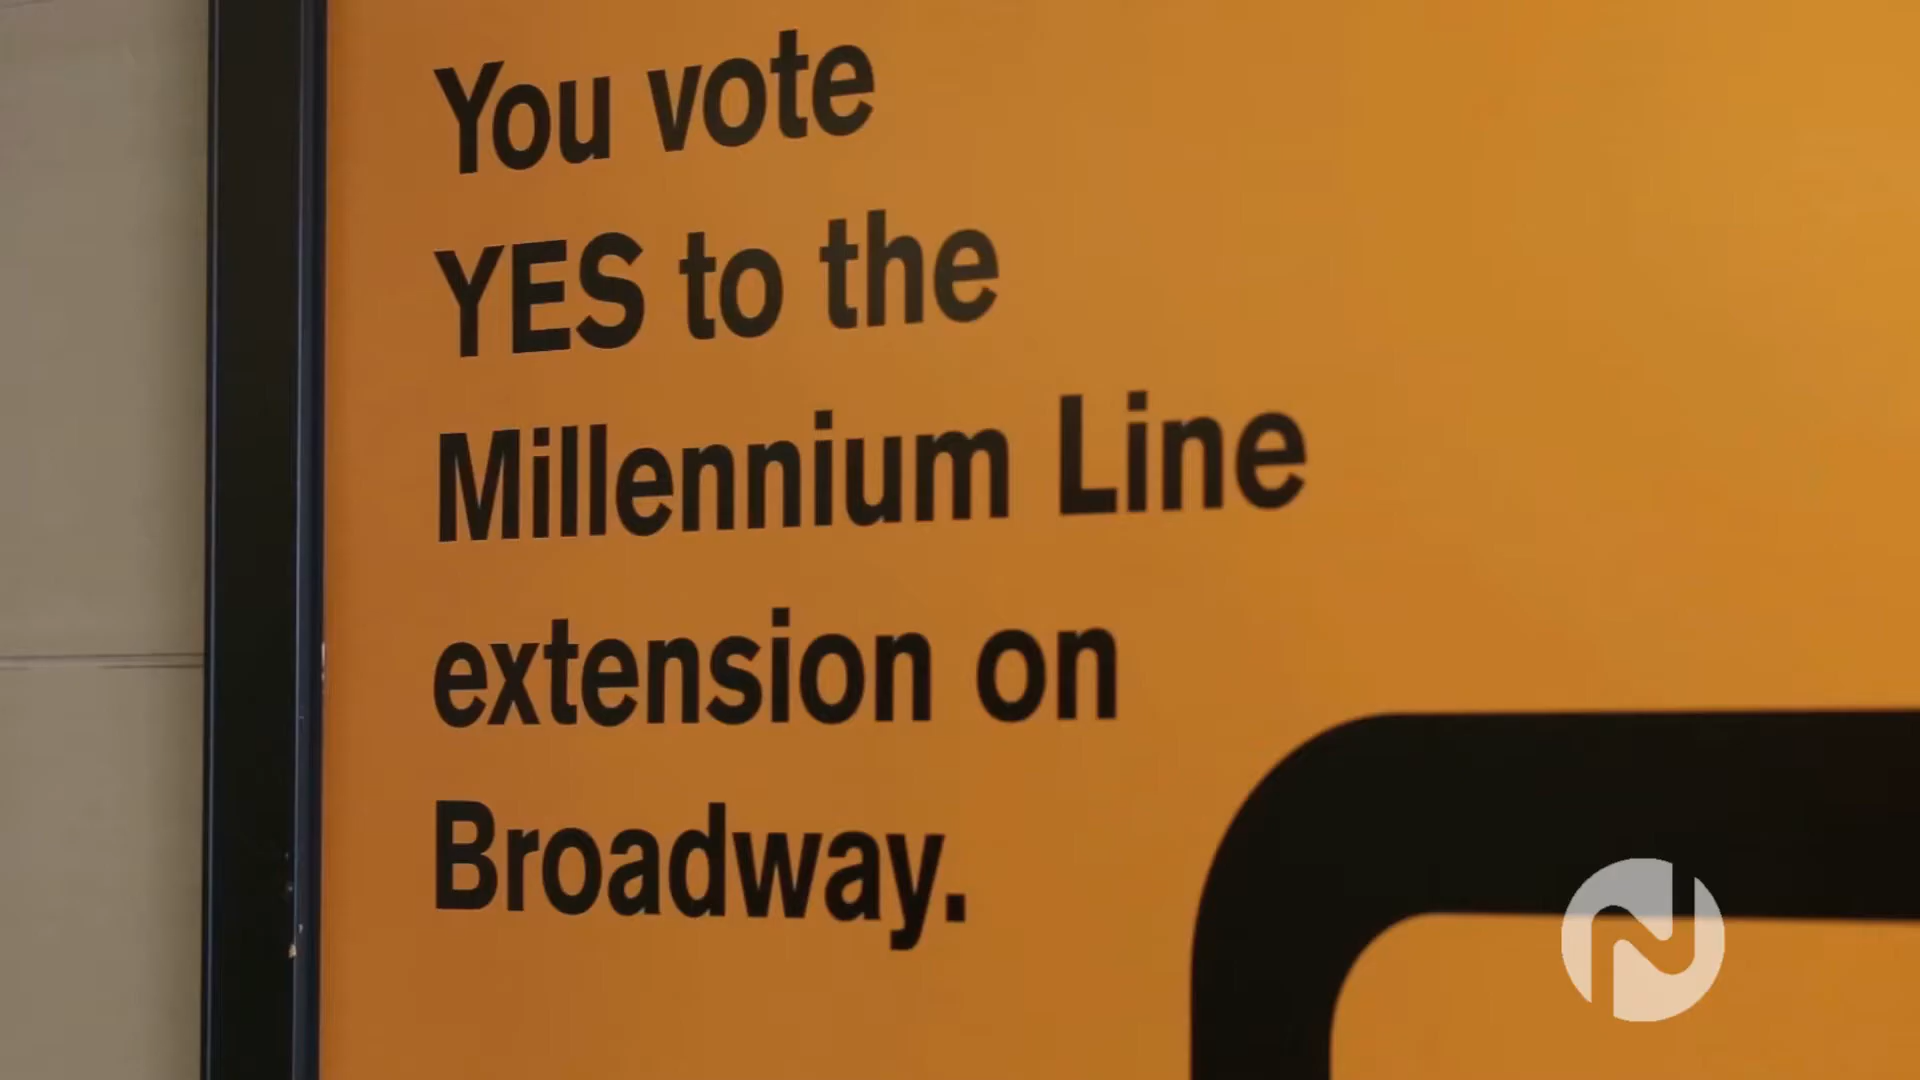 You vote
YES to the
Millennium Line
extension on
Broadway.